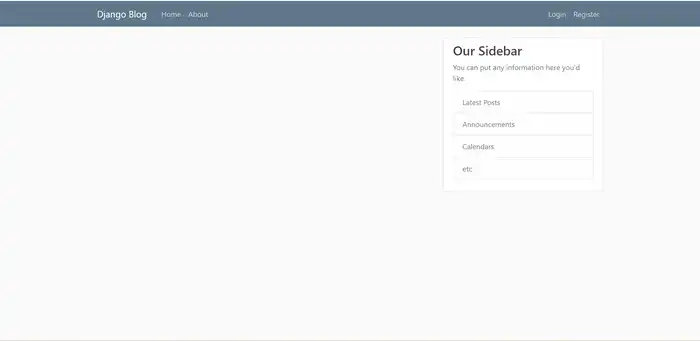 Django Blog Home About Login Register
Our Sidebar
You can put any information here you'd
like.
Latest Posts
Announcements
Calendars
etc